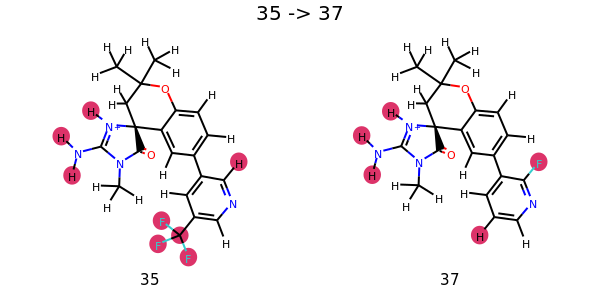 35 -> 37
H H H H
H H H H
H H H H
H O H H O H
H H H H
H N+ H N+
H H H H
N O N O
H N H H H N H F
H H H H
H H H N H H H N
F
F F H H H
35 37